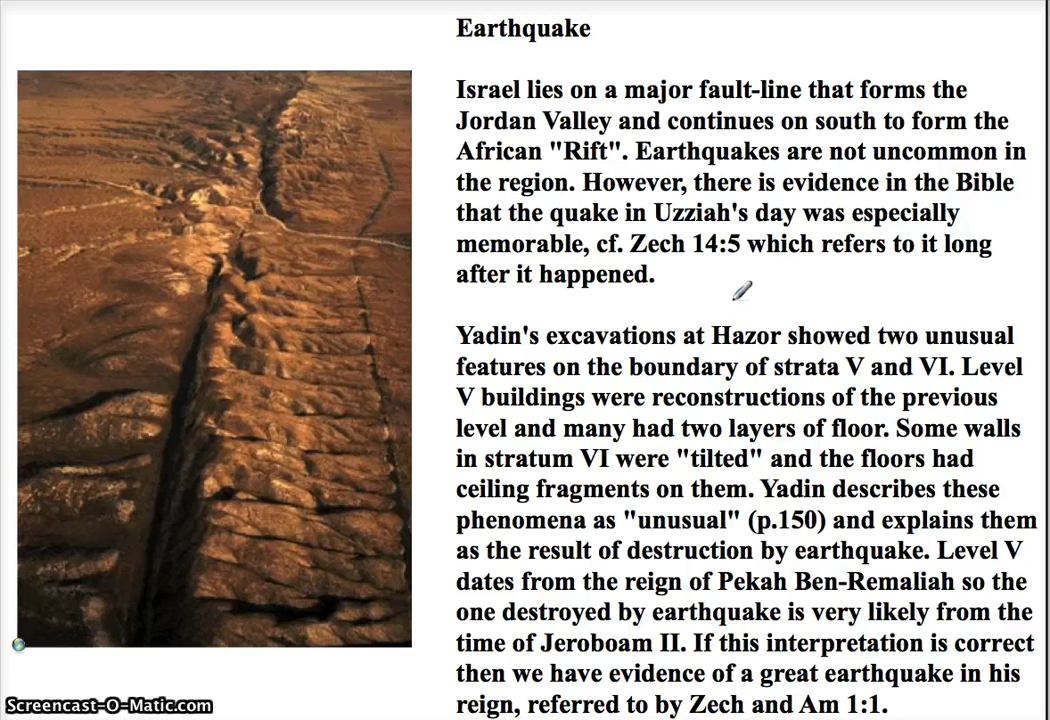 Earthquake
Israel lies on a major fault-line that forms the
Jordan Valley and continues on south to form the
African "Rift". Earthquakes are not uncommon in
the region. However, there is evidence in the Bible
that the quake in Uzziah's day was especially
memorable, cf. Zech 14:5 which refers to it long
after it happened.
Yadin's excavations at Hazor showed two unusual
features on the boundary of strata V and VI. Level
V buildings were reconstructions of the previous
level and many had two layers of floor. Some walls
in stratum VI were "tilted" and the floors had
ceiling fragments on them. Yadin describes these
phenomena as "unusual" (p.150) and explains them
as the result of destruction by earthquake. Level V
dates from the reign of Pekah Ben-Remaliah so the
one destroyed by earthquake is very likely from the
time of Jeroboam II. If this interpretation is correct
then we have evidence of a great earthquake in his
reign, referred to by Zech and Am 1:1.
Screencast-O-Matic.com